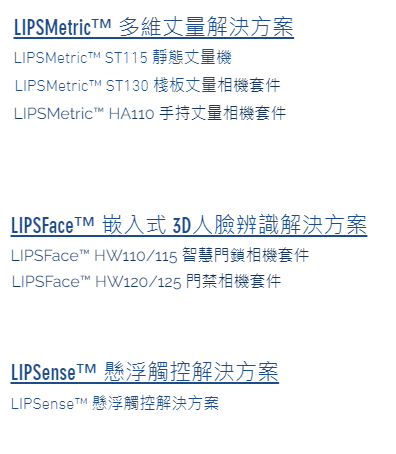 LIPSMetric™ 多維丈量解決方案
LIPSMetric™ ST115 靜態丈量機
LIPSMetric™ ST130 棧板丈量相機套件
LIPSMetric™ HA110 手持丈量相機套件
LIPSFace™ 嵌入式 3D人臉辨識解決方案
LIPSFace™ HW110/115 智慧門鎖相機套件
LIPSFace™ HW120/125 門禁相機套件
LIPSense™ 懸浮觸控解決方案
LIPSense™ 懸浮觸控解決方案